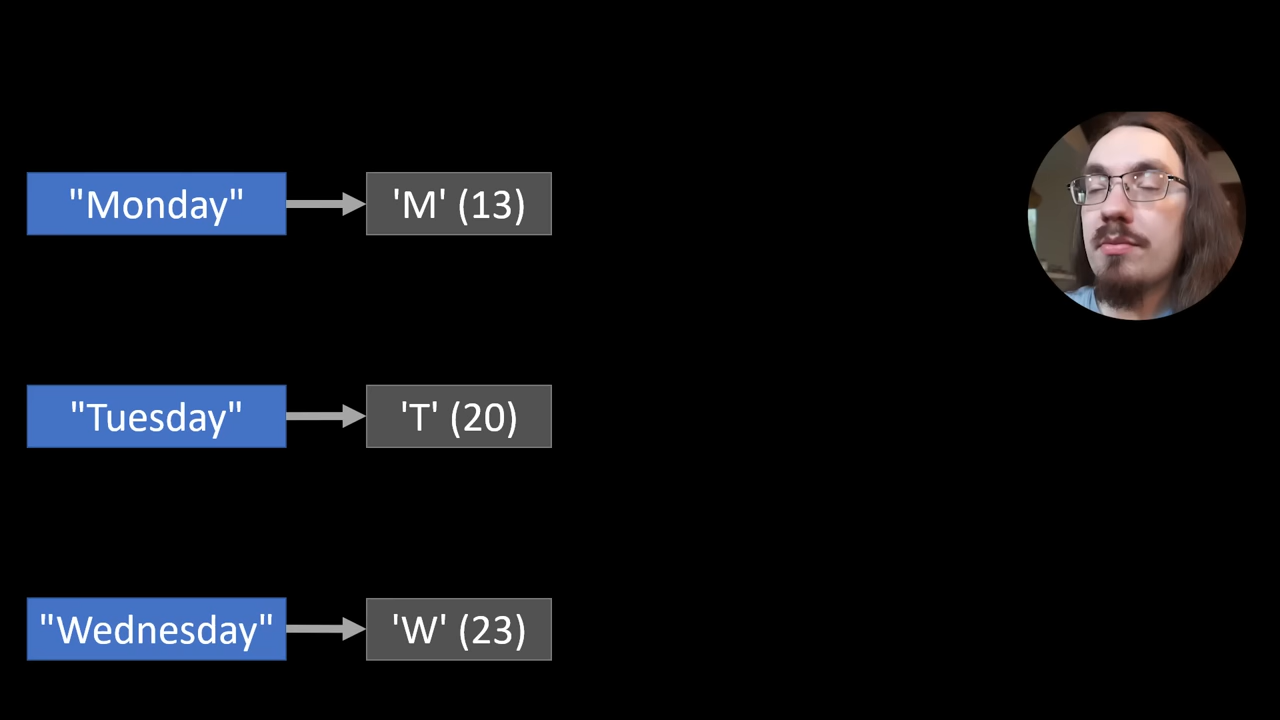 "Monday" 'M' (13)
"Tuesday" 'T' (20)
"Wednesday" 'W' (23)